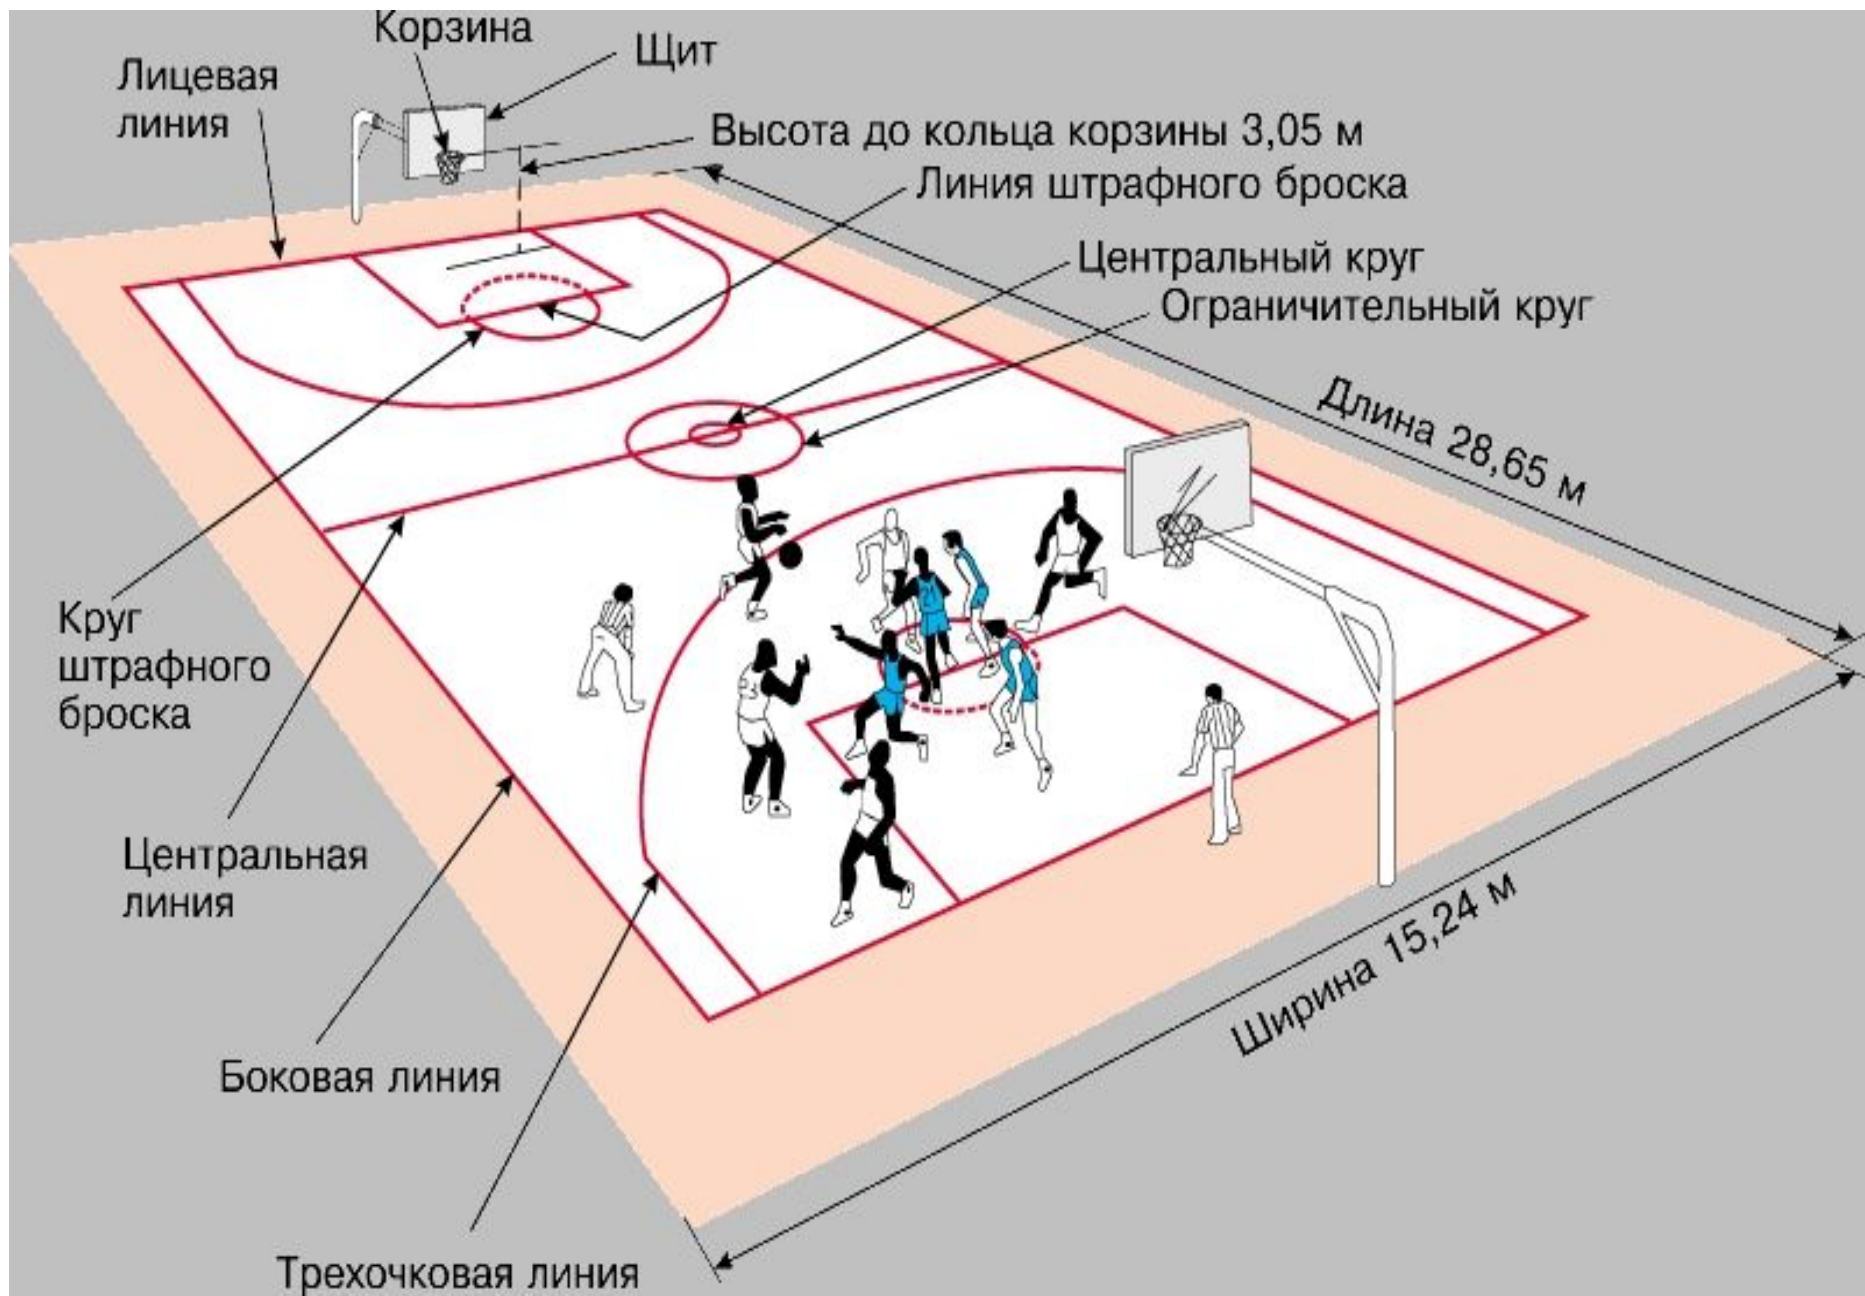 Корзина
Щит
Лицевая
линия
Высота до кольца корзины 3,05 м
Линия штрафного броска
Центральный круг
Ограничительный круг
Длина 28,65 м
Круг
штрафного
броска
Центральная
линия
Ширина 15,24 м
Боковая линия
Трехочковая линия